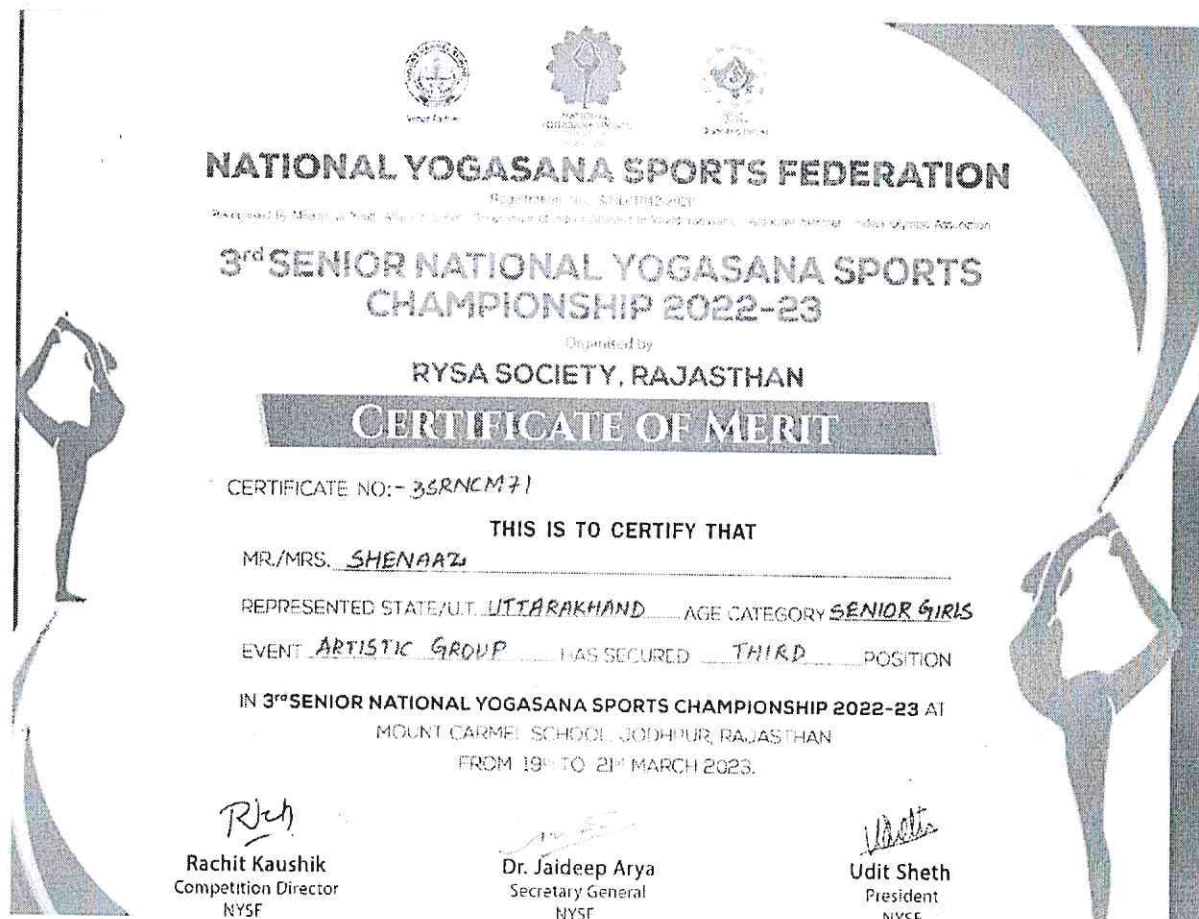 NATIONAL YOGASANA SPORTS FEDERATION
3rd SENIOR NATIONAL YOGASANA SPORTS
CHAMPIONSHIP 2022-23
Organised by
RYSA SOCIETY, RAJASTHAN
CERTIFICATE OF MERIT
CERTIFICATE NO:- 3SRNCM71
THIS IS TO CERTIFY THAT
MR./MRS. SHENAAZ
REPRESENTED STATE/U.T. UTTARAKHAND AGE CATEGORY SENIOR GIRLS
EVENT ARTISTIC GROUP HAS SECURED THIRD POSITION
IN 3rd SENIOR NATIONAL YOGASANA SPORTS CHAMPIONSHIP 2022-23 AT
MOUNT CARMEL SCHOOL, JODHPUR, RAJASTHAN
FROM 19th TO 21st MARCH 2023.
Rachit Kaushik
Competition Director
NYSF
Dr. Jaideep Arya
Secretary General
NYSF
Udit Sheth
President
NYSF